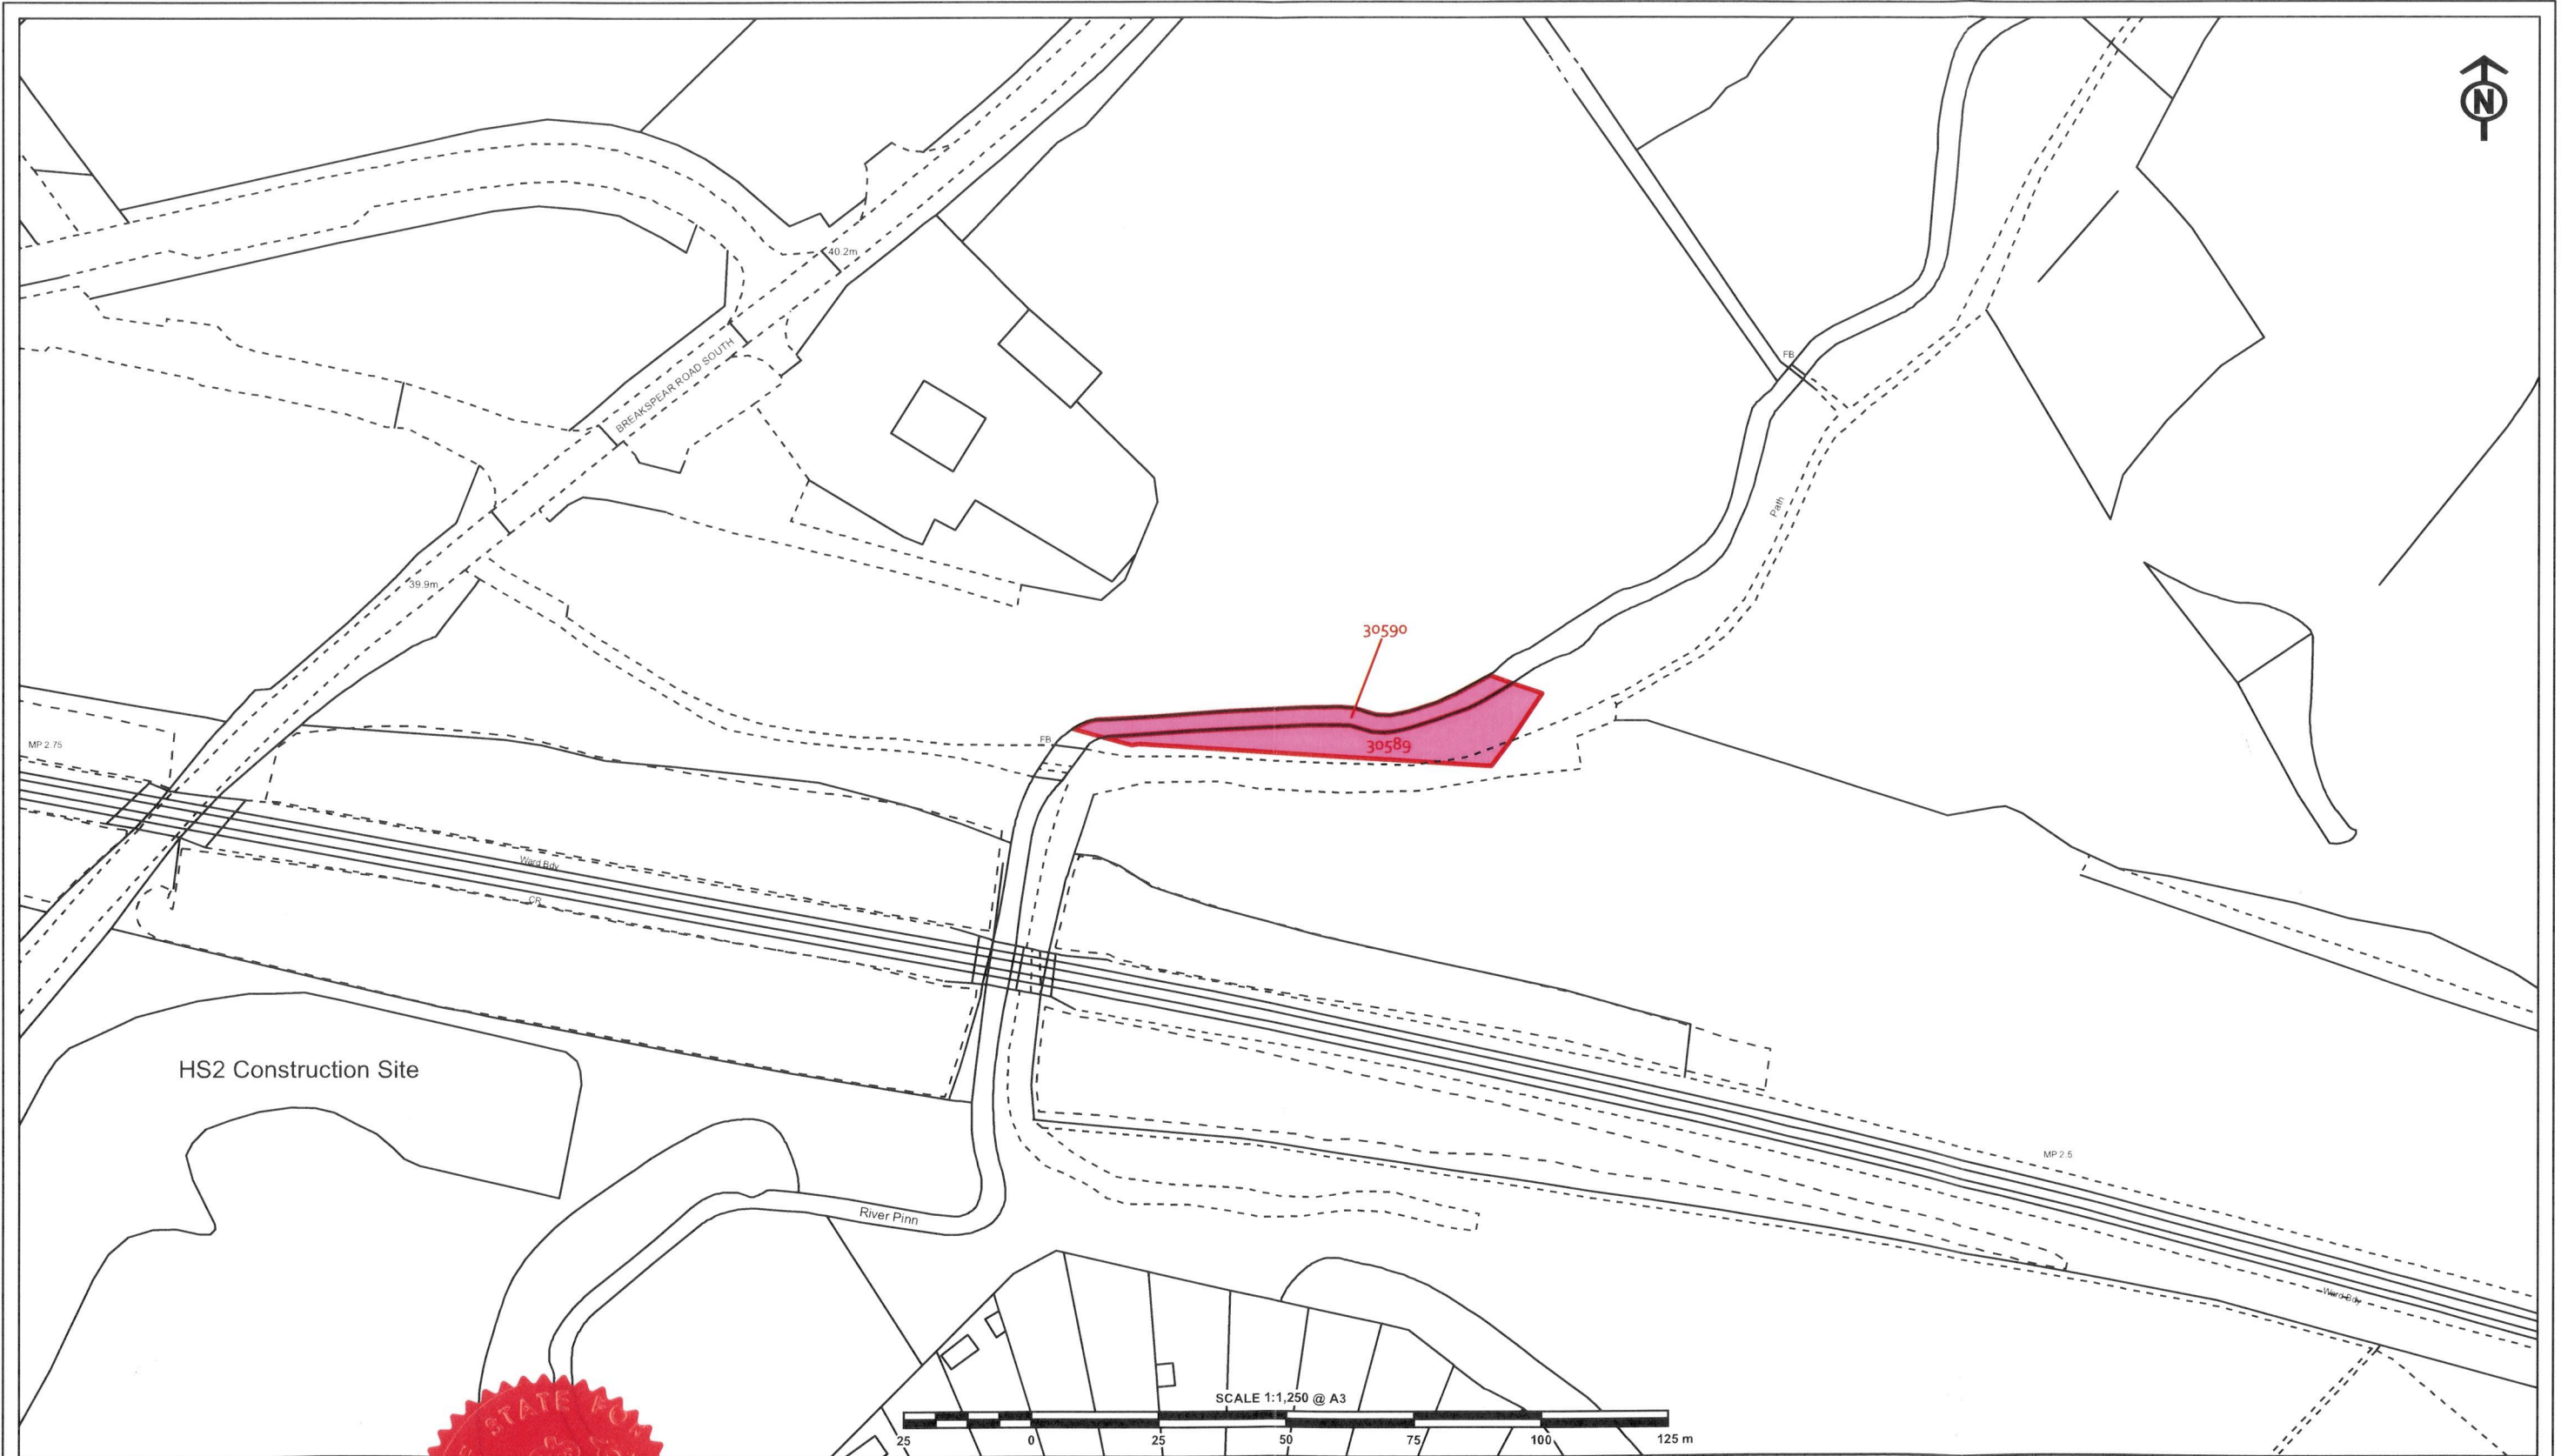 N
40.2m
BREAKSPEAR ROAD SOUTH
FB
Path
39.9m
30590
MP 2.75
FB
30589
Ward Bdy
CR
HS2 Construction Site
MP 2.5
River Pinn
Ward Bdy
SCALE 1:1,250 @ A3
25 0 25 50 75 100 125 m
STATE FOR